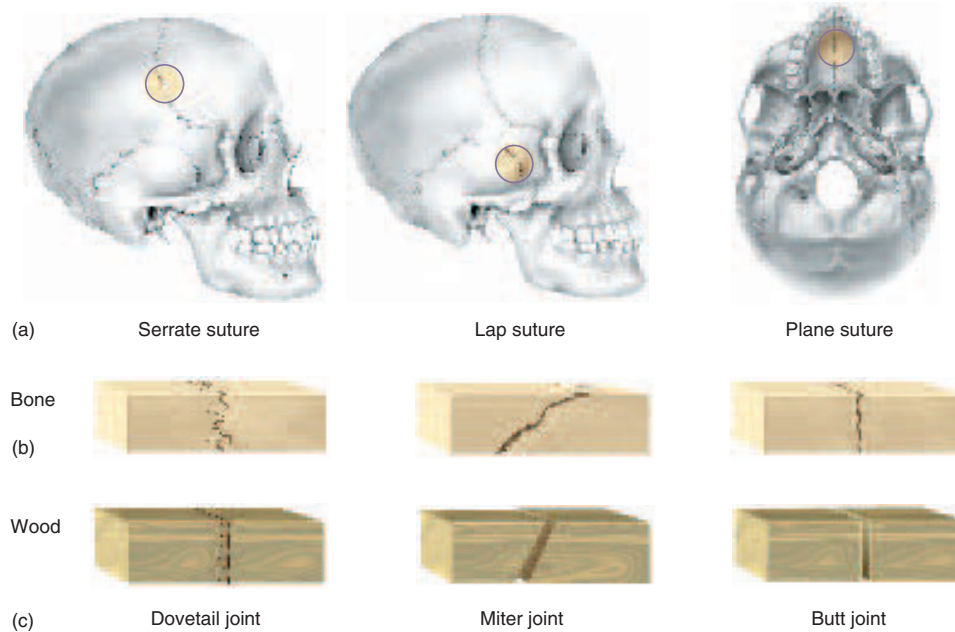 (a)
Serrate suture
Lap suture
Plane suture
Bone
(b)
Wood
(c)
Dovetail joint
Miter joint
Butt joint